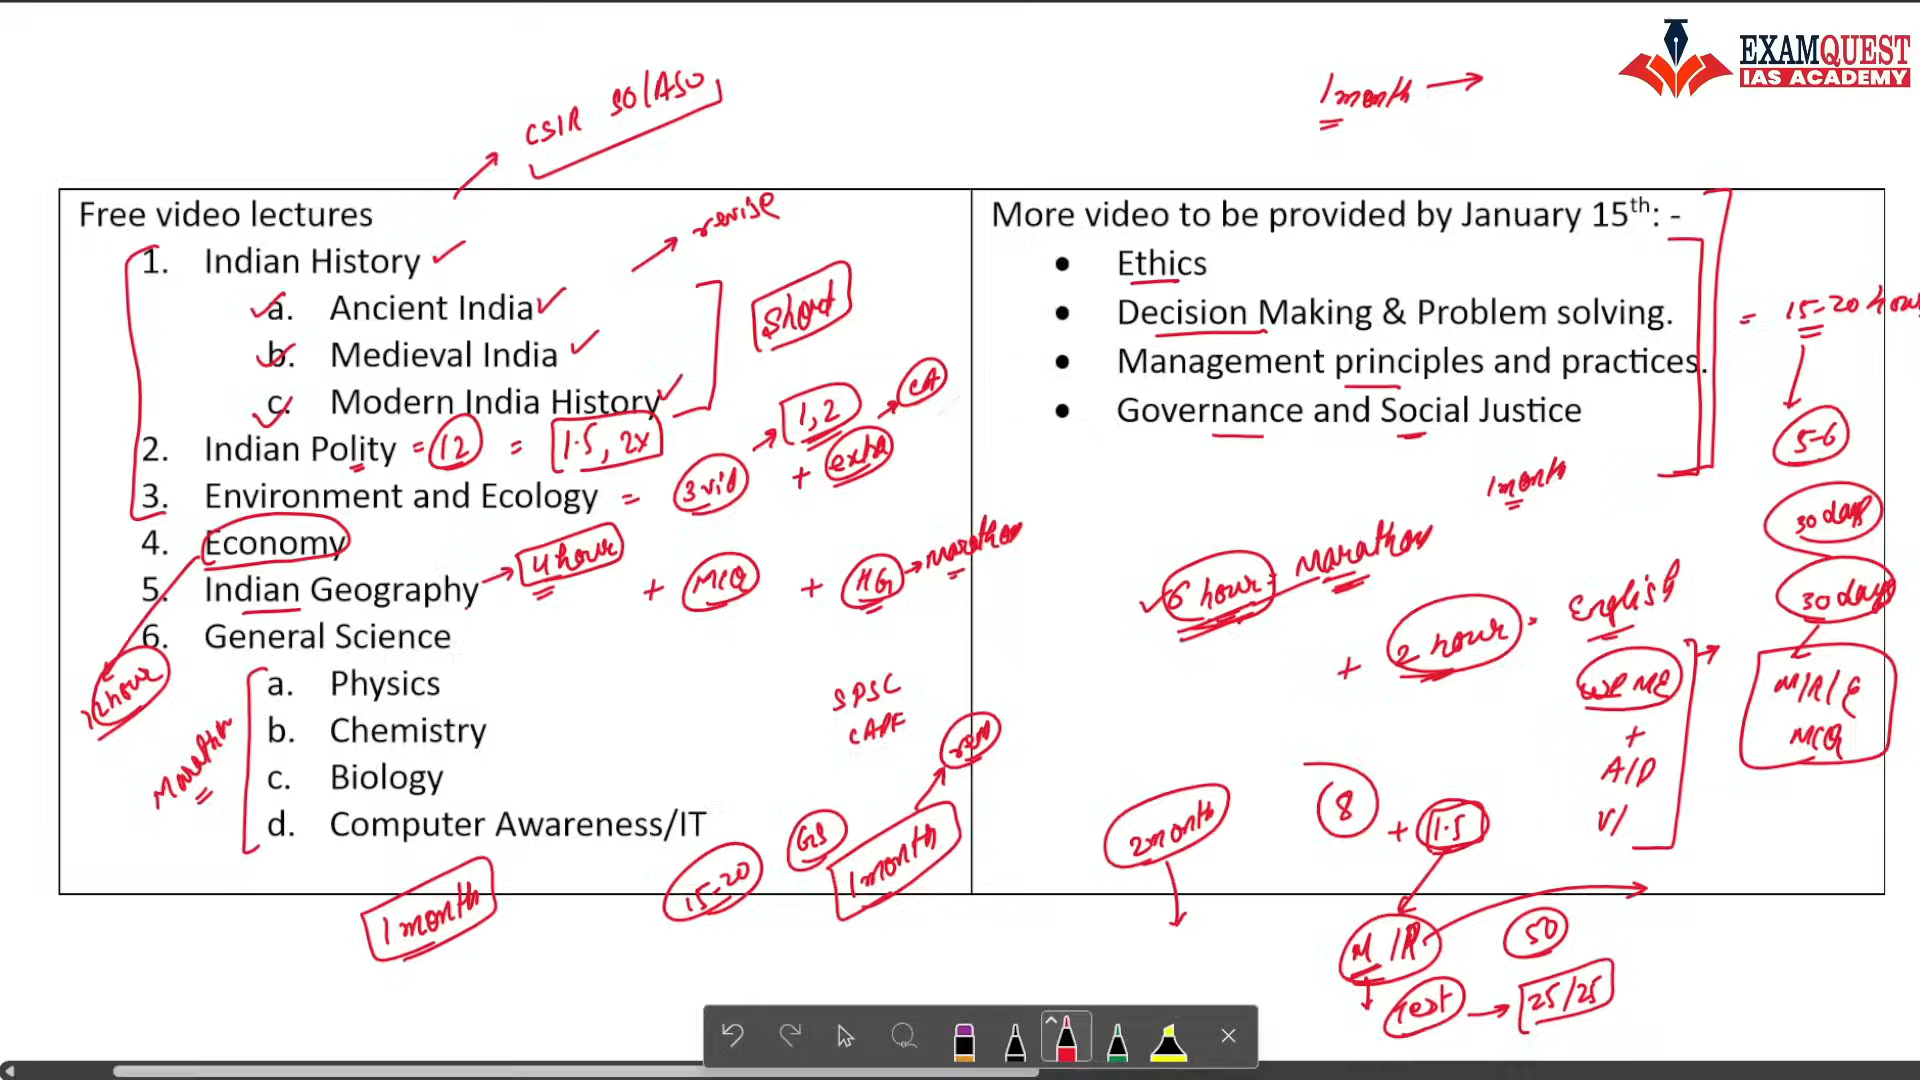 EXAMQUEST
IAS ACADEMY
CSIR SO/ASO
1 month
Free video lectures
revise
1. Indian History
a. Ancient India
b. Medieval India
c. Modern India History
short
2. Indian Polity = 12 = 1.5, 2x
1, 2
CA
3. Environment and Ecology = 3 vid + extra
4. Economy
12 hour
5. Indian Geography 4 hour + MCQ + HG marathon
6. General Science
a. Physics
b. Chemistry
c. Biology
d. Computer Awareness/IT
Marathon
SPSC
CAPF
GS
15-20
1 month
1 month
More video to be provided by January 15th: -
• Ethics
• Decision Making & Problem solving.
• Management principles and practices.
• Governance and Social Justice
= 15-20 hour
5-6
30 days
30 days
M/R/E
MCQ
1 month
6 hour = Marathon
+ 2 hour = English
+
A/P
V/
2 month
8 + 1.5
M/R
50
test 25/25